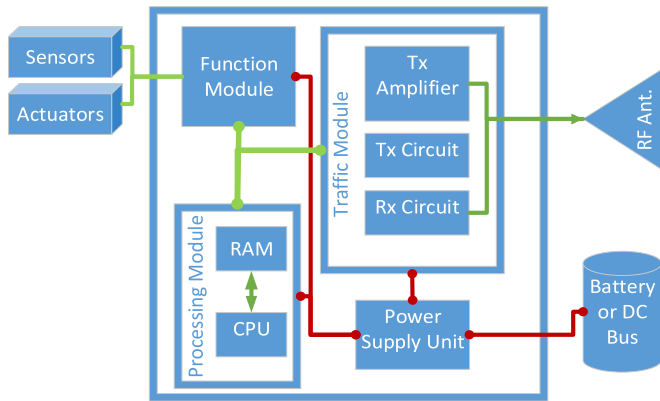 Sensors
Actuators
Function
Module
Traffic Module
Tx
Amplifier
Tx Circuit
Rx Circuit
RF Ant.
Processing Module
RAM
CPU
Power
Supply Unit
Battery
or DC
Bus